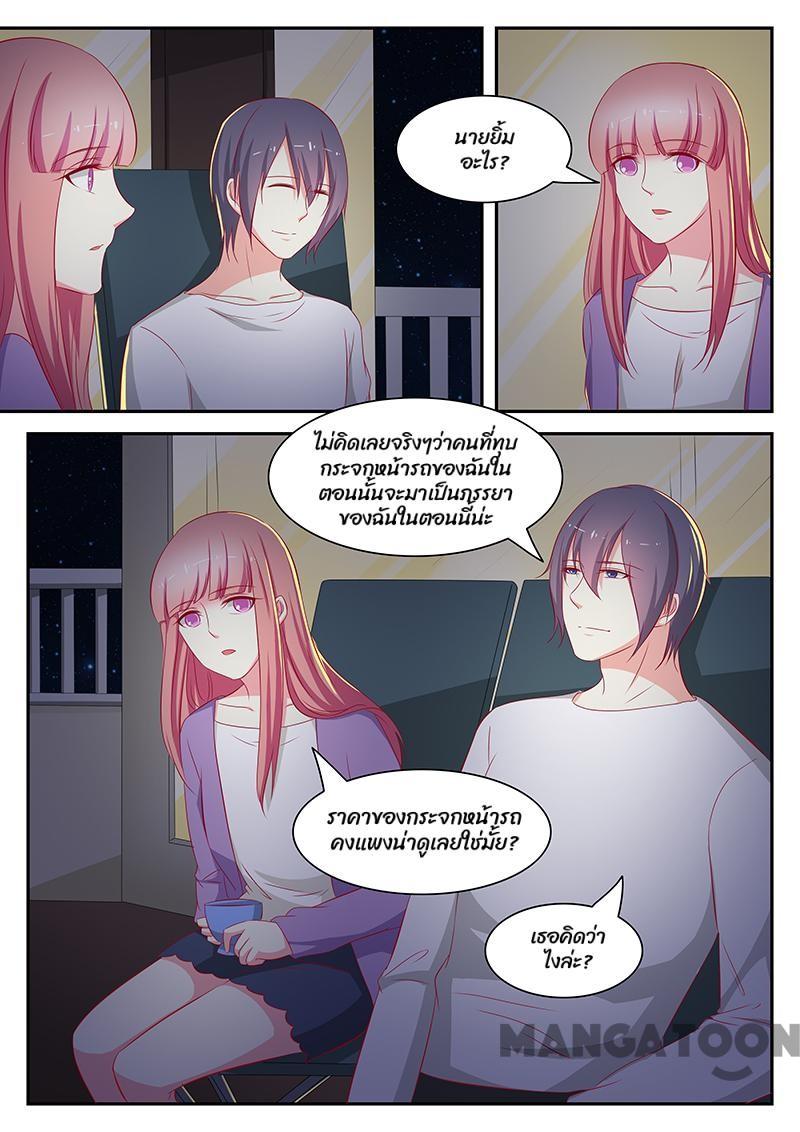 นายยิ้ม
อะไร?
ไม่คิดเลยจริงๆว่าคนที่ทุบ
กระจกหน้ารถของฉันใน
ตอนนั้นจะมาเป็นภรรยา
ของฉันในตอนนี้น่ะ
ราคาของกระจกหน้ารถ
คงแพงน่าดูเลยใช่มั้ย?
เธอคิดว่า
ไงล่ะ?
MANGATOON